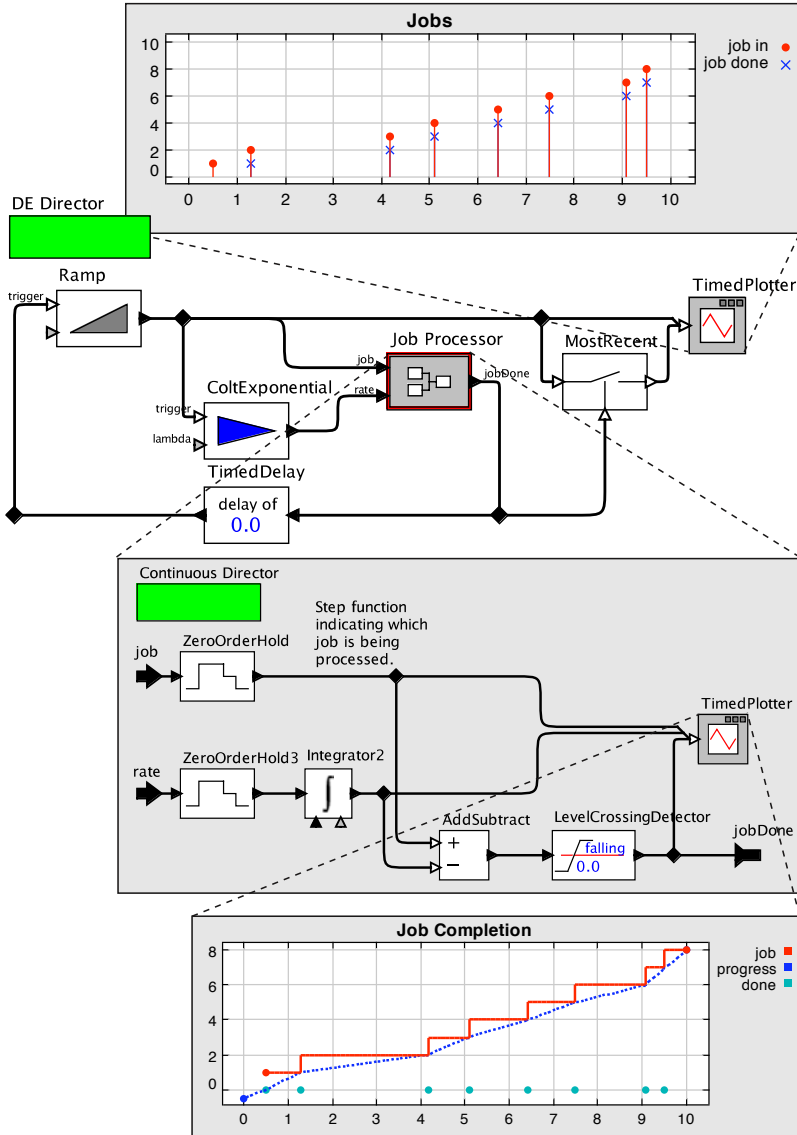 Jobs
10
8
6
4
2
0
0 1 2 3 4 5 6 7 8 9 10
job in
job done
DE Director
Ramp
trigger
TimedPlotter
Job Processor
MostRecent
job
jobDone
rate
ColtExponential
trigger
lambda
TimedDelay
delay of
0.0
Continuous Director
Step function
indicating which
job is being
processed.
job
ZeroOrderHold
TimedPlotter
rate
ZeroOrderHold3
Integrator2
∫
AddSubtract
+
−
LevelCrossingDetector
falling
0.0
jobDone
Job Completion
8
6
4
2
0
0 1 2 3 4 5 6 7 8 9 10
job
progress
done